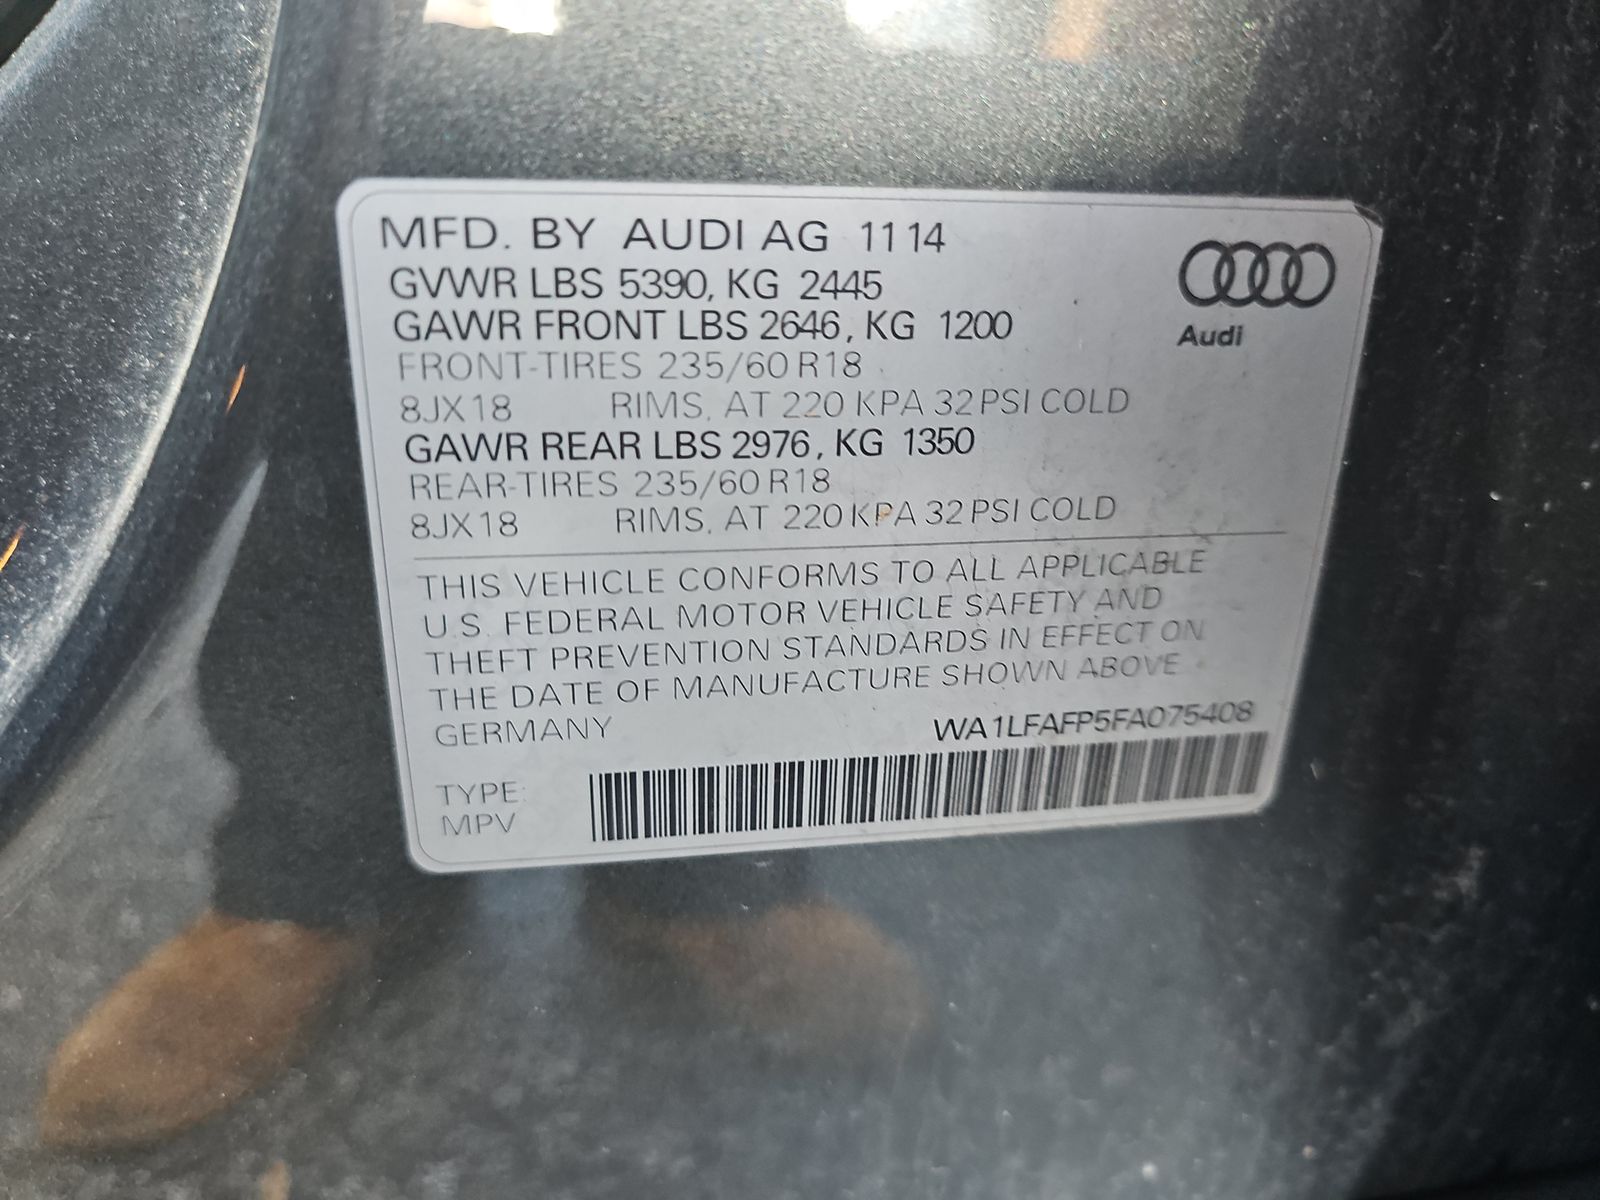 MFD. BY AUDI AG 11 14
GVWR LBS 5390, KG 2445
GAWR FRONT LBS 2646, KG 1200
FRONT-TIRES 235/60 R18
8JX18 RIMS, AT 220 KPA 32 PSI COLD
GAWR REAR LBS 2976, KG 1350
REAR-TIRES 235/60 R18
8JX18 RIMS, AT 220 KPA 32 PSI COLD
Audi
THIS VEHICLE CONFORMS TO ALL APPLICABLE
U.S. FEDERAL MOTOR VEHICLE SAFETY AND
THEFT PREVENTION STANDARDS IN EFFECT ON
THE DATE OF MANUFACTURE SHOWN ABOVE
GERMANY WA1LFAFP5FA075408
TYPE:
MPV